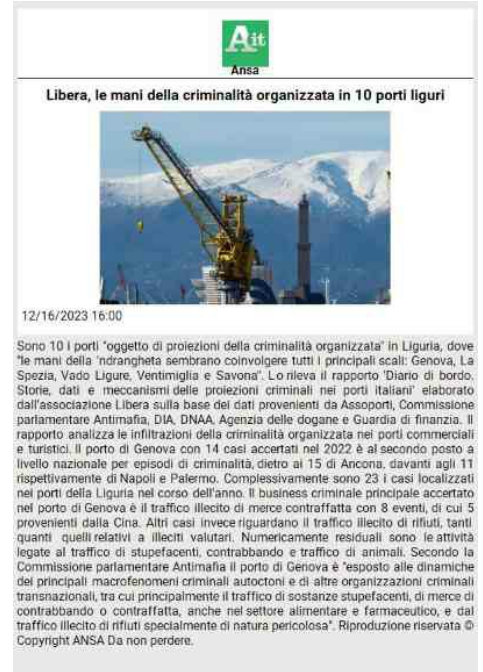 Ait
Ansa
Libera, le mani della criminalità organizzata in 10 porti liguri
12/16/2023 16:00
Sono 10 i porti "oggetto di proiezioni della criminalità organizzata" in Liguria, dove
"le mani della 'ndrangheta sembrano coinvolgere tutti i principali scali: Genova, La
Spezia, Vado Ligure, Ventimiglia e Savona". Lo rileva il rapporto 'Diario di bordo.
Storie, dati e meccanismi delle proiezioni criminali nei porti italiani' elaborato
dall'associazione Libera sulla base dei dati provenienti da Assoporti, Commissione
parlamentare Antimafia, DIA, DNAA, Agenzia delle dogane e Guardia di finanza. Il
rapporto analizza le infiltrazioni della criminalità organizzata nei porti commerciali
e turistici. Il porto di Genova con 14 casi accertati nel 2022 è al secondo posto a
livello nazionale per episodi di criminalità, dietro ai 15 di Ancona, davanti agli 11
rispettivamente di Napoli e Palermo. Complessivamente sono 23 i casi localizzati
nei porti della Liguria nel corso dell'anno. Il business criminale principale accertato
nel porto di Genova è il traffico illecito di merce contraffatta con 8 eventi, di cui 5
provenienti dalla Cina. Altri casi invece riguardano il traffico illecito di rifiuti, tanti
quanti quelli relativi a illeciti valutari. Numericamente residuali sono le attività
legate al traffico di stupefacenti, contrabbando e traffico di animali. Secondo la
Commissione parlamentare Antimafia il porto di Genova è "esposto alle dinamiche
dei principali macrofenomeni criminali autoctoni e di altre organizzazioni criminali
transnazionali, tra cui principalmente il traffico di sostanze stupefacenti, di merce di
contrabbando o contraffatta, anche nel settore alimentare e farmaceutico, e dal
traffico illecito di rifiuti specialmente di natura pericolosa". Riproduzione riservata ©
Copyright ANSA Da non perdere.